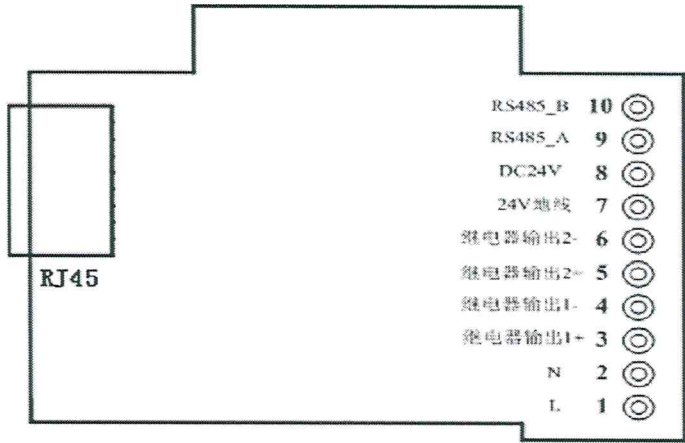 RS485_B 10
RS485_A 9
DC24V 8
24V地线 7
继电器输出2- 6
继电器输出2+ 5
继电器输出1- 4
继电器输出1+ 3
N 2
L 1
RJ45